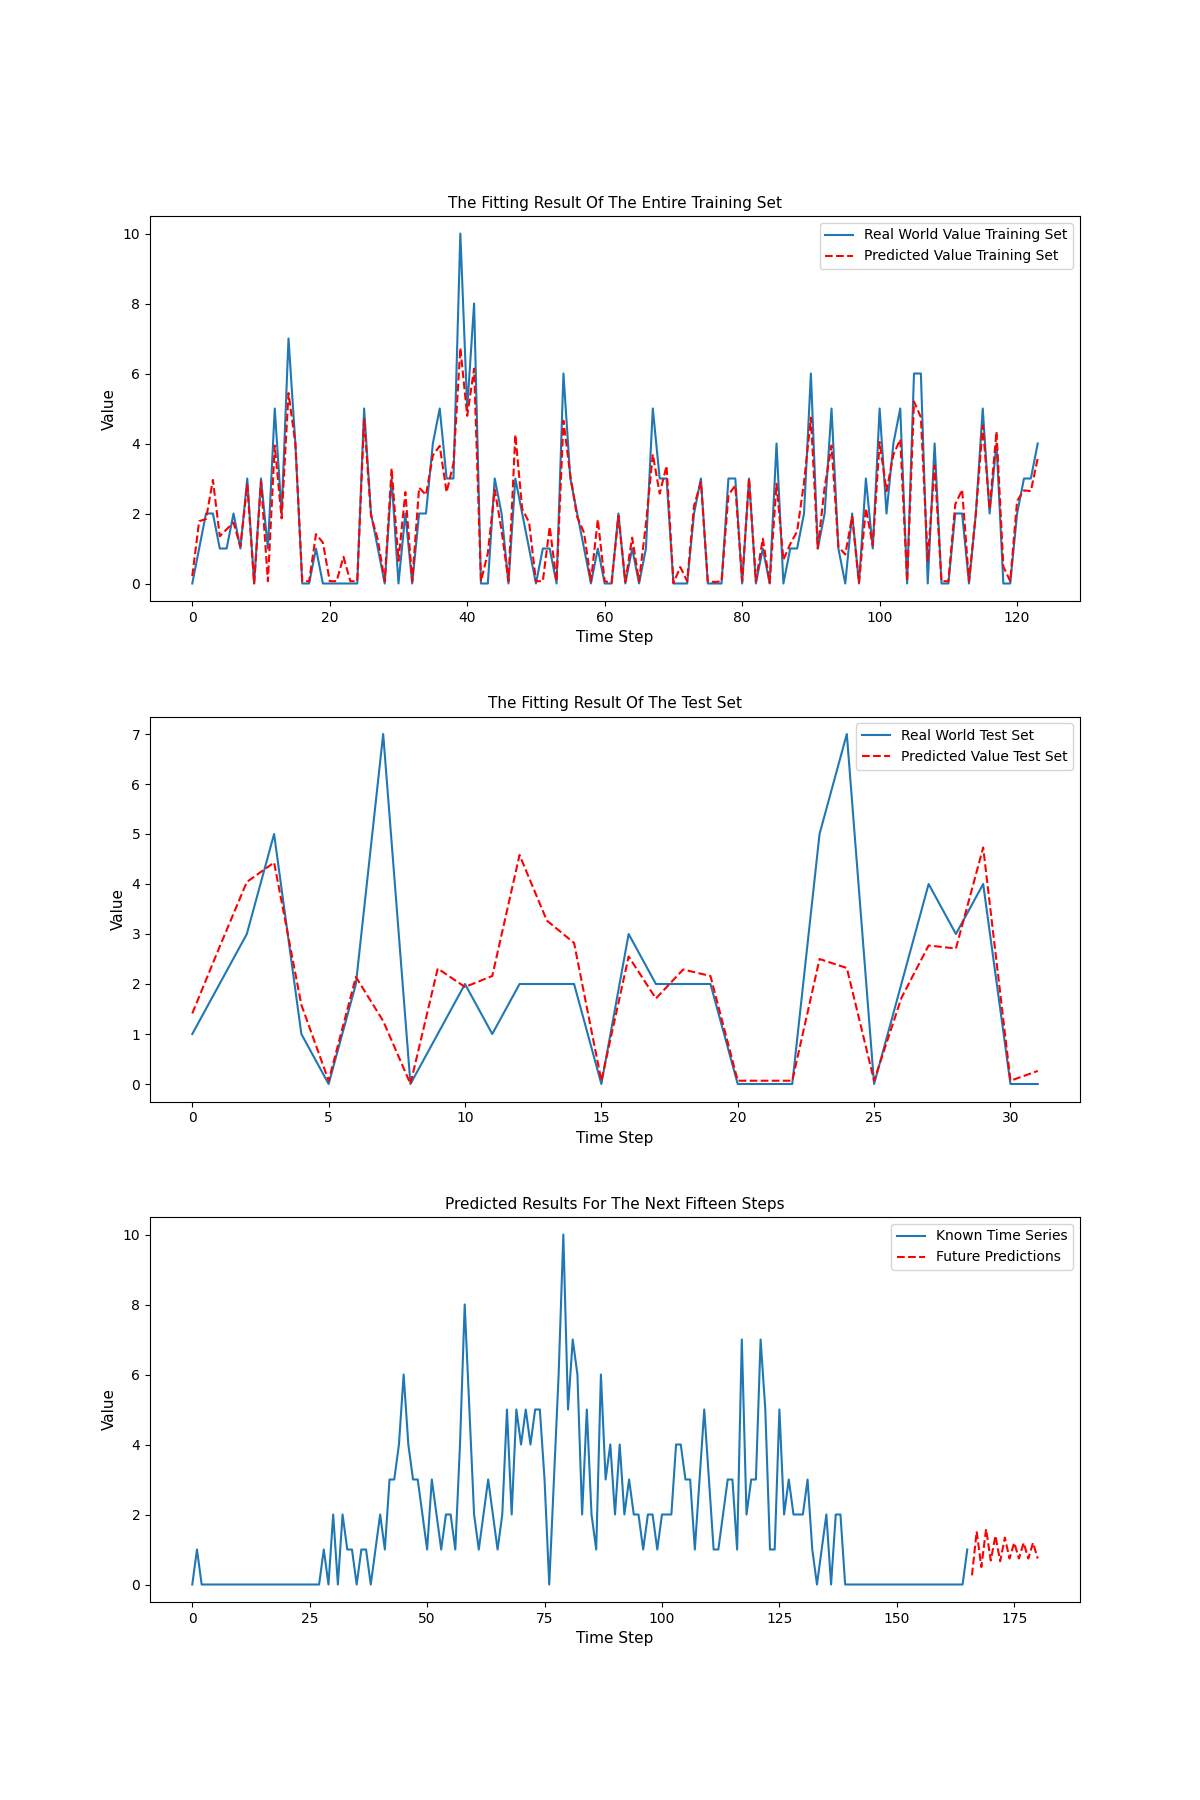 The Fitting Result Of The Entire Training Set
Real World Value Training Set
Predicted Value Training Set
Value
10
8
6
4
2
0
0 20 40 60 80 100 120
Time Step
The Fitting Result Of The Test Set
Real World Test Set
Predicted Value Test Set
Value
7
6
5
4
3
2
1
0
0 5 10 15 20 25 30
Time Step
Predicted Results For The Next Fifteen Steps
Known Time Series
Future Predictions
Value
10
8
6
4
2
0
0 25 50 75 100 125 150 175
Time Step